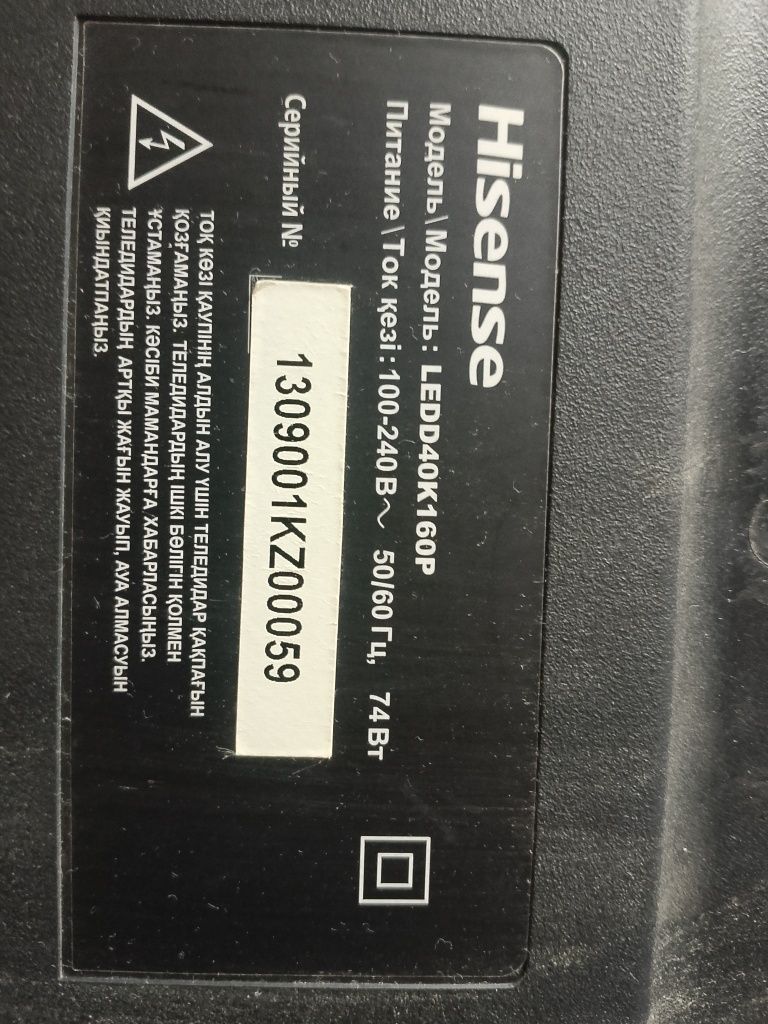 Hisense
Модель \ Модель : LEDD40K160P
Питание \ Ток қезі : 100-240 В~ 50/60 Гц, 74 Вт
Серийный № 1309001KZ00059
ТОК КӨЗІ ҚАУПІНІҢ АЛДЫН АЛУ ҮШІН ТЕЛЕДИДАР ҚАҚПАҒЫН
ҚОЗҒАМАҢЫЗ. ТЕЛЕДИДАРДЫҢ ІШКІ БӨЛІГІН ҚОЛМЕН
ҰСТАМАҢЫЗ. КӘСІБИ МАМАНДАРҒА ХАБАРЛАСЫҢЫЗ.
ТЕЛЕДИДАРДЫҢ АРТҚЫ ЖАҒЫН ЖАУЫП, АУА АЛМАСУЫН
ҚИЫНДАТПАҢЫЗ.